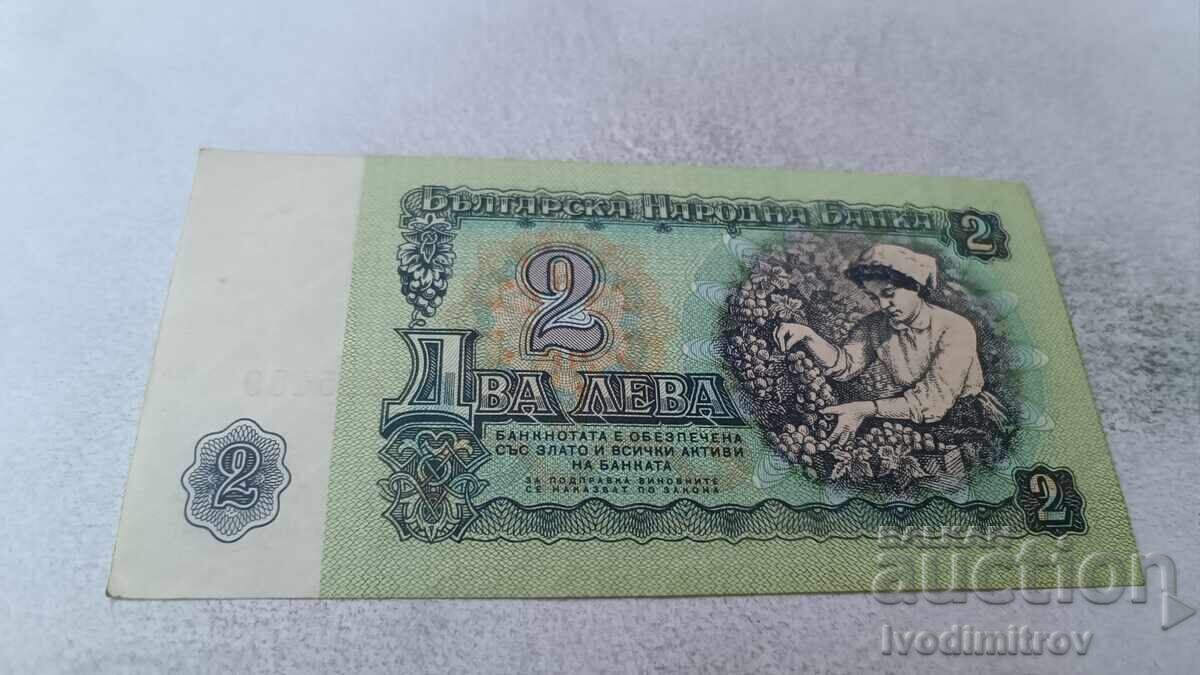 Българска Народна Банка
2
2
Два лева
Банкнотата е обезпечена
със злато и всички активи
на банката
За подправка виновните
се наказват по закона
2
2
БАЛКАН
auction
Ivodimitrov